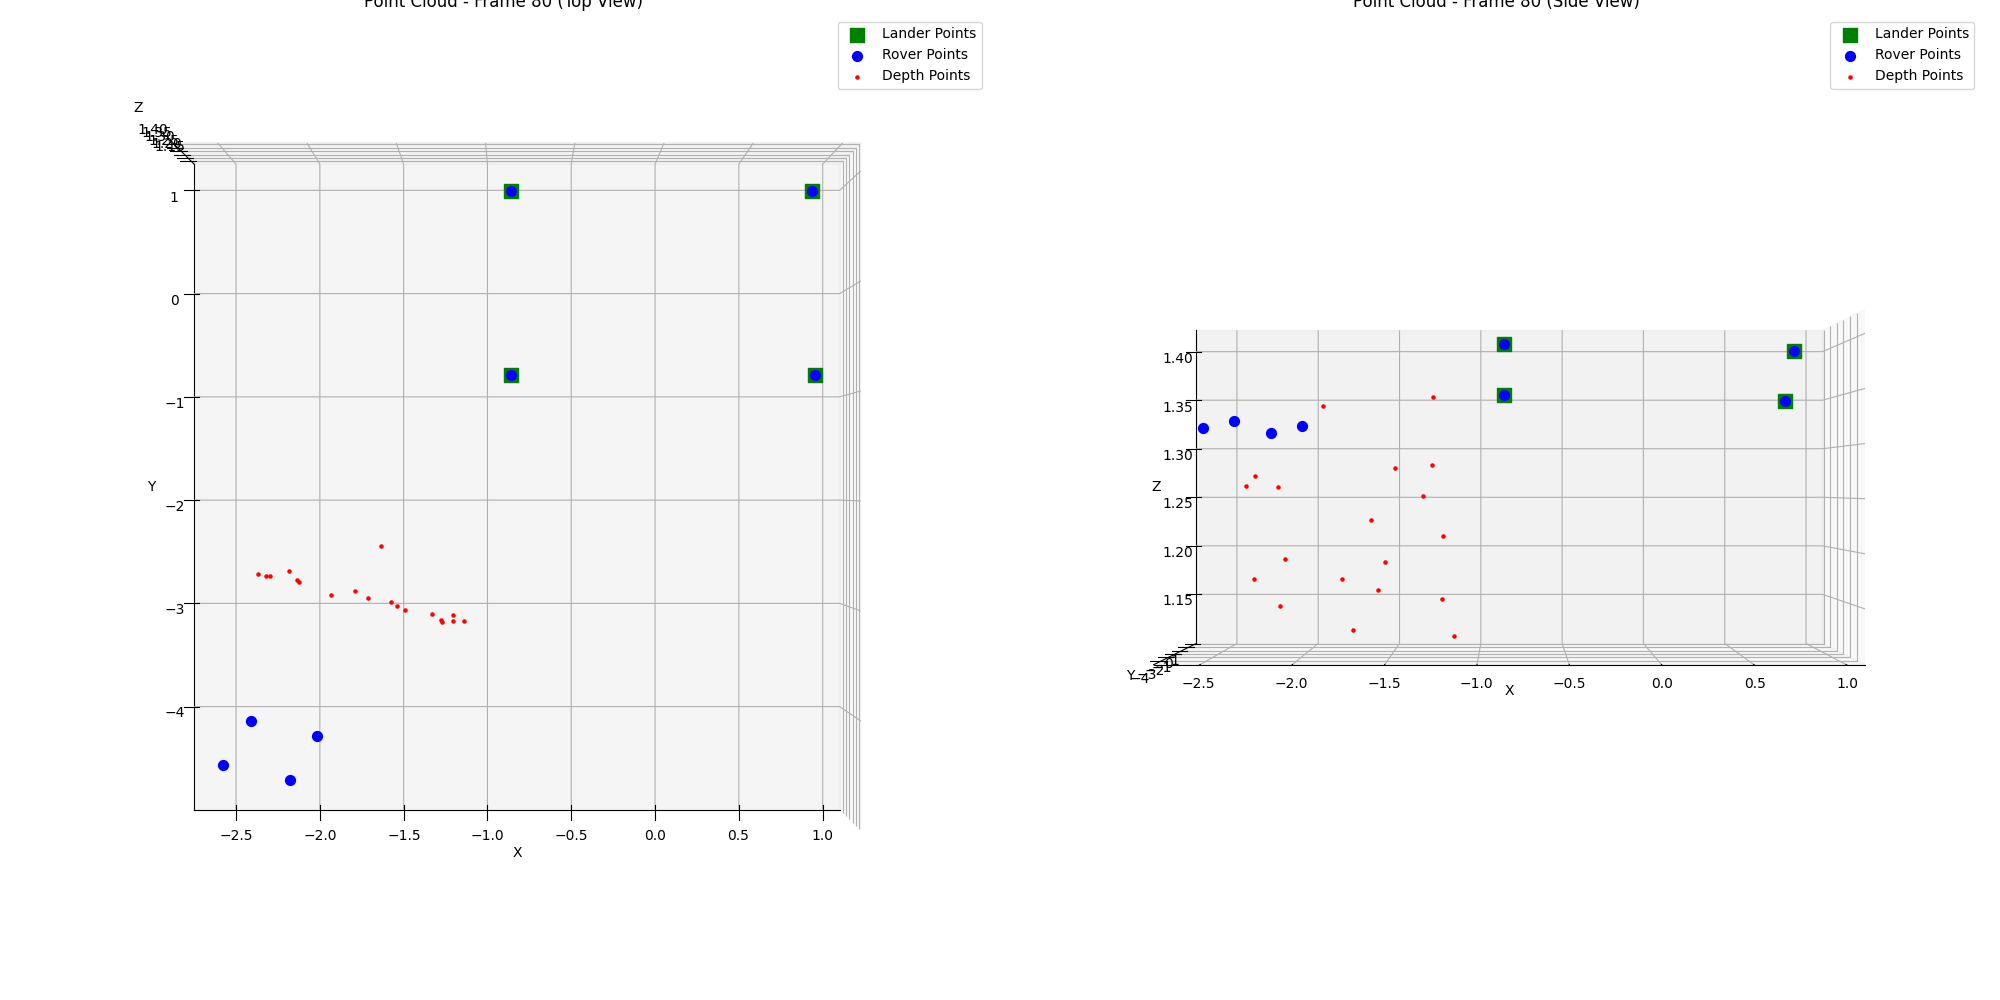 Point Cloud - Frame 80 (Top View)
Lander Points
Rover Points
Depth Points
Z
1.40
1
0
−1
−2
Y
−3
−4
−2.5 −2.0 −1.5 −1.0 −0.5 0.0 0.5 1.0
X
Point Cloud - Frame 80 (Side View)
Lander Points
Rover Points
Depth Points
1.40
1.35
1.30
1.25
Z
1.20
1.15
Y
−4
−2.5 −2.0 −1.5 −1.0 −0.5 0.0 0.5 1.0
X